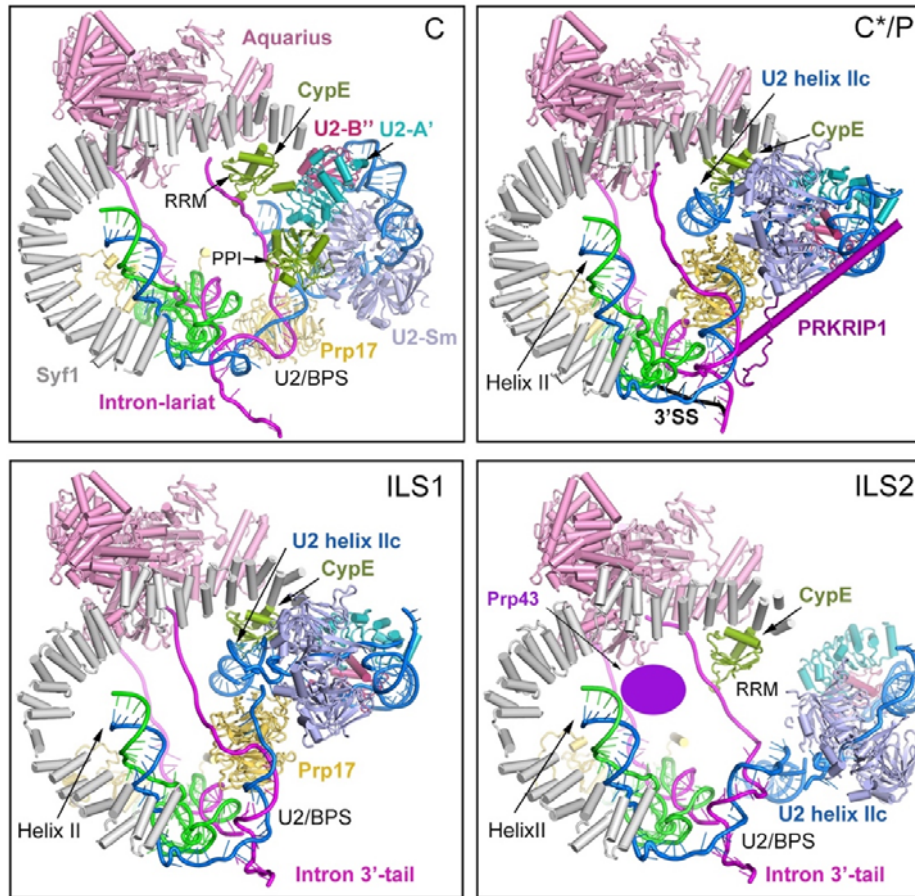 C
Aquarius
CypE
U2-B'' U2-A'
RRM
PPI
U2-Sm
Prp17
Syf1
U2/BPS
Intron-lariat
C*/P
U2 helix IIc
CypE
PRKRIP1
Helix II
3'SS
ILS1
U2 helix IIc
CypE
Prp17
Helix II
U2/BPS
Intron 3'-tail
ILS2
Prp43
CypE
RRM
HelixII
U2 helix IIc
U2/BPS
Intron 3'-tail